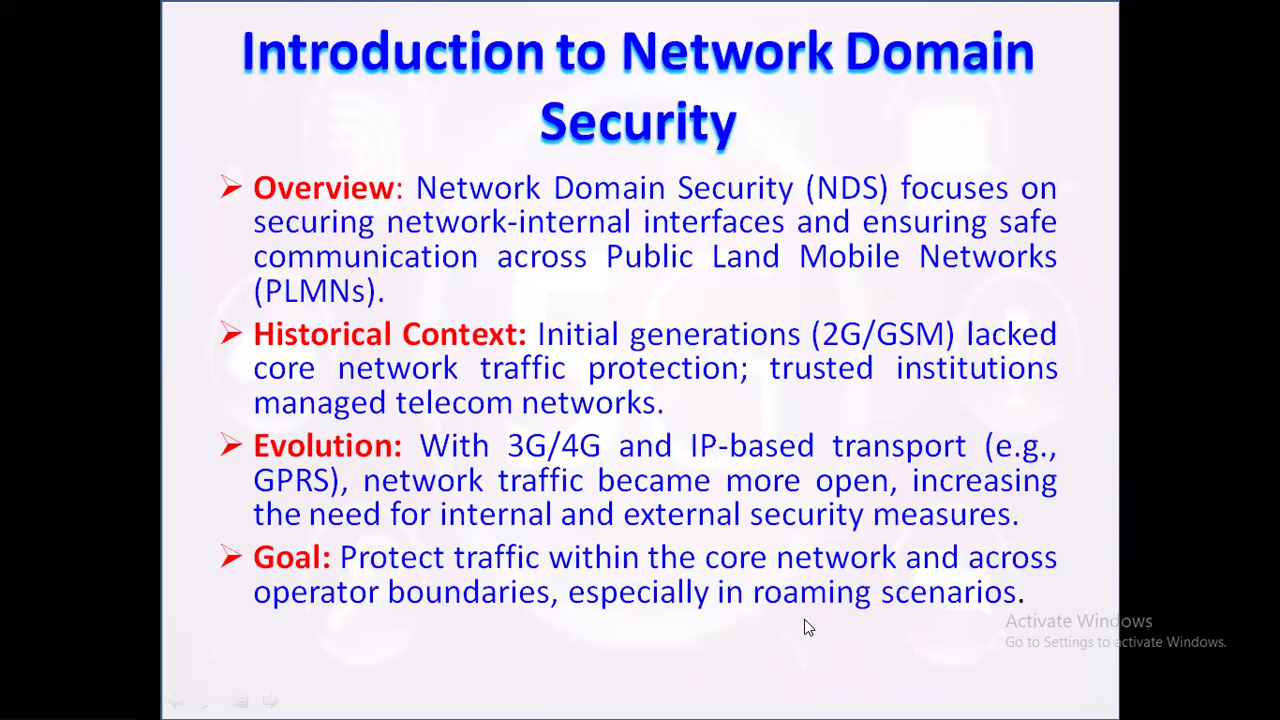 Introduction to Network Domain
Security
Overview: Network Domain Security (NDS) focuses on
securing network-internal interfaces and ensuring safe
communication across Public Land Mobile Networks
(PLMNs).
Historical Context: Initial generations (2G/GSM) lacked
core network traffic protection; trusted institutions
managed telecom networks.
Evolution: With 3G/4G and IP-based transport (e.g.,
GPRS), network traffic became more open, increasing
the need for internal and external security measures.
Goal: Protect traffic within the core network and across
operator boundaries, especially in roaming scenarios.
Activate Windows
Go to Settings to activate Windows.